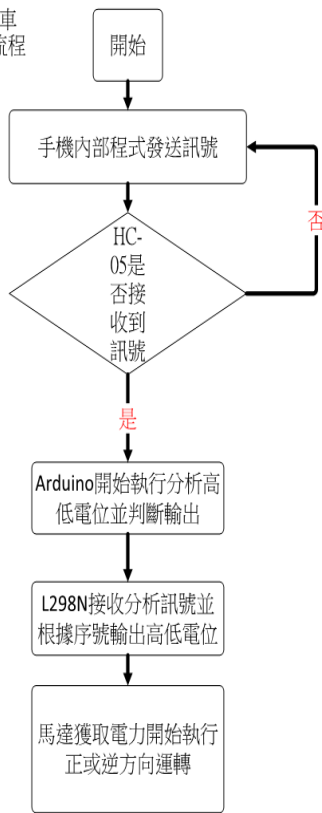 車
流程
開始
手機內部程式發送訊號
HC-
05是
否接
收到
訊號
否
是
Arduino開始執行分析高
低電位並判斷輸出
L298N接收分析訊號並
根據序號輸出高低電位
馬達獲取電力開始執行
正或逆方向運轉